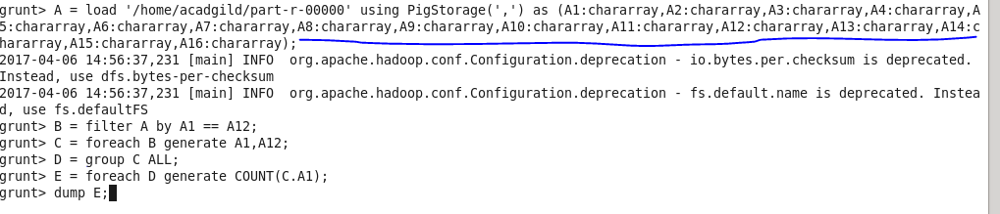 grunt> A = load '/home/acadgild/part-r-00000' using PigStorage(',') as (A1:chararray,A2:chararray,A3:chararray,A4:chararray,A
5:chararray,A6:chararray,A7:chararray,A8:chararray,A9:chararray,A10:chararray,A11:chararray,A12:chararray,A13:chararray,A14:c
hararray,A15:chararray,A16:chararray);
2017-04-06 14:56:37,231 [main] INFO  org.apache.hadoop.conf.Configuration.deprecation - io.bytes.per.checksum is deprecated.
Instead, use dfs.bytes-per-checksum
2017-04-06 14:56:37,231 [main] INFO  org.apache.hadoop.conf.Configuration.deprecation - fs.default.name is deprecated. Instea
d, use fs.defaultFS
grunt> B = filter A by A1 == A12;
grunt> C = foreach B generate A1,A12;
grunt> D = group C ALL;
grunt> E = foreach D generate COUNT(C.A1);
grunt> dump E;